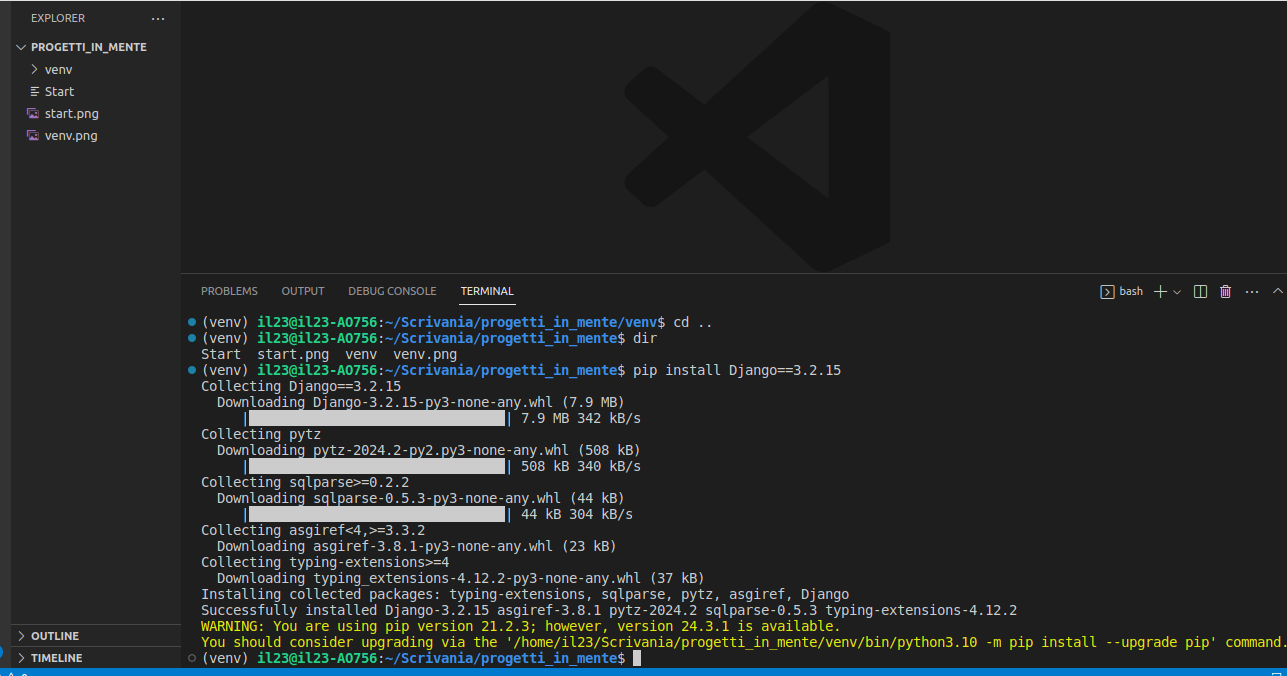 EXPLORER
PROGETTI_IN_MENTE
venv
Start
start.png
venv.png
OUTLINE
TIMELINE
PROBLEMS OUTPUT DEBUG CONSOLE TERMINAL
bash
(venv) il23@il23-AO756:~/Scrivania/progetti_in_mente/venv$ cd ..
(venv) il23@il23-AO756:~/Scrivania/progetti_in_mente$ dir
Start  start.png  venv  venv.png
(venv) il23@il23-AO756:~/Scrivania/progetti_in_mente$ pip install Django==3.2.15
Collecting Django==3.2.15
  Downloading Django-3.2.15-py3-none-any.whl (7.9 MB)
| | 7.9 MB 342 kB/s
Collecting pytz
  Downloading pytz-2024.2-py2.py3-none-any.whl (508 kB)
| | 508 kB 340 kB/s
Collecting sqlparse>=0.2.2
  Downloading sqlparse-0.5.3-py3-none-any.whl (44 kB)
| | 44 kB 304 kB/s
Collecting asgiref<4,>=3.3.2
  Downloading asgiref-3.8.1-py3-none-any.whl (23 kB)
Collecting typing-extensions>=4
  Downloading typing_extensions-4.12.2-py3-none-any.whl (37 kB)
Installing collected packages: typing-extensions, sqlparse, pytz, asgiref, Django
Successfully installed Django-3.2.15 asgiref-3.8.1 pytz-2024.2 sqlparse-0.5.3 typing-extensions-4.12.2
WARNING: You are using pip version 21.2.3; however, version 24.3.1 is available.
You should consider upgrading via the '/home/il23/Scrivania/progetti_in_mente/venv/bin/python3.10 -m pip install --upgrade pip' command.
(venv) il23@il23-AO756:~/Scrivania/progetti_in_mente$